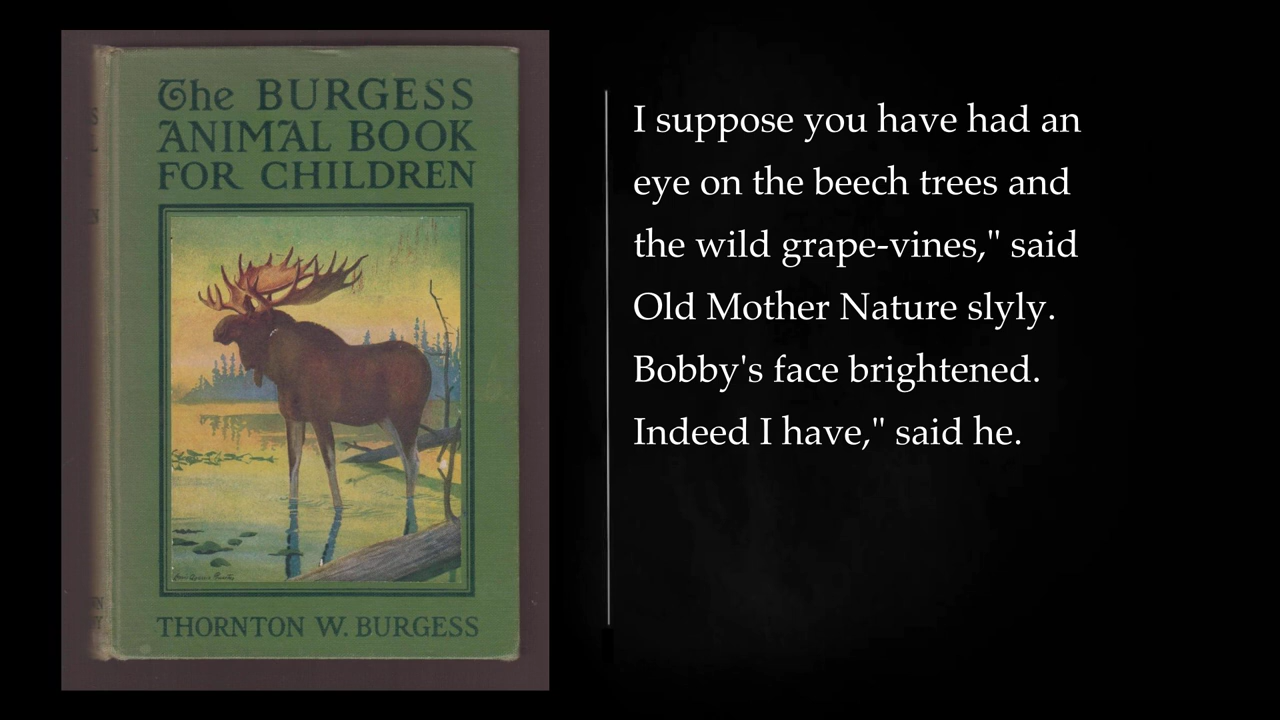 The BURGESS
ANIMAL BOOK
FOR CHILDREN
THORNTON W. BURGESS
I suppose you have had an
eye on the beech trees and
the wild grape-vines," said
Old Mother Nature slyly.
Bobby's face brightened.
Indeed I have," said he.